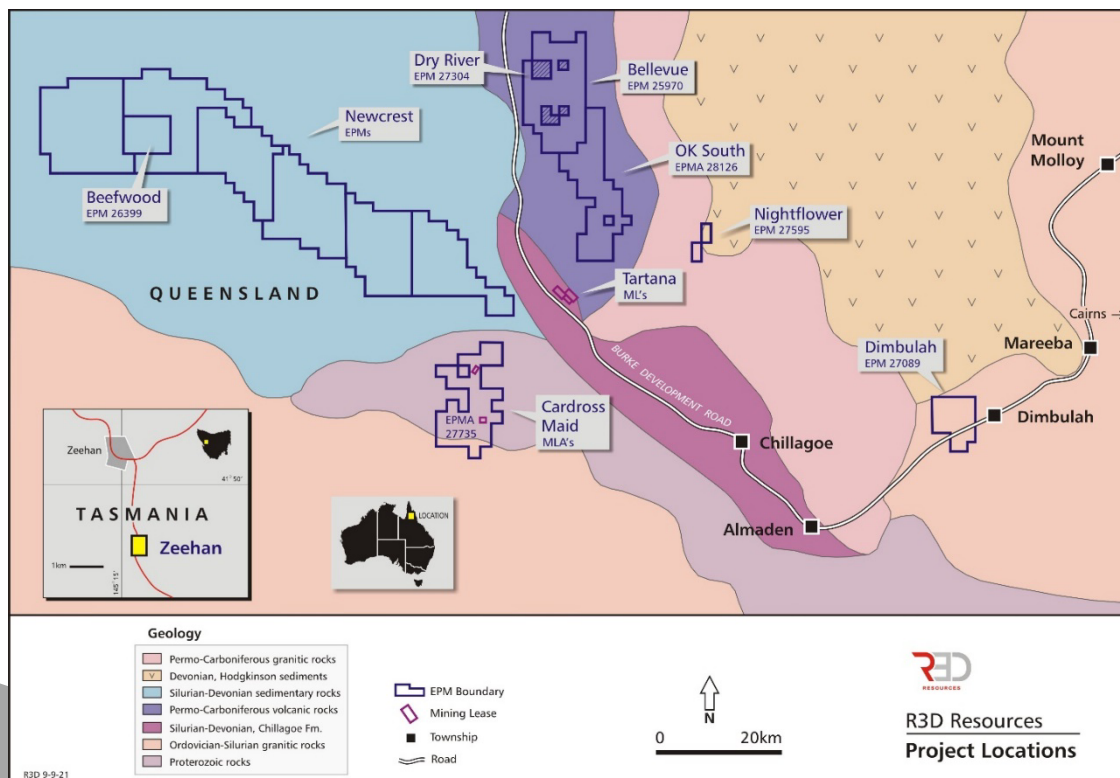 Dry River
EPM 27304
Bellevue
EPM 25970
Newcrest
EPMs
Mount
Molloy
OK South
EPMA 28126
Beefwood
EPM 26399
Nightflower
EPM 27595
QUEENSLAND
Tartana
ML's
Cairns →
Mareeba
Dimbulah
EPM 27089
BURKE DEVELOPMENT ROAD
Cardross
Maid
MLA's
EPMA
27735
Dimbulah
Chillagoe
Almaden
Zeehan
41°50'
TASMANIA
Zeehan
1km
145°15'
LOCATION
Geology
Permo-Carboniferous granitic rocks
Devonian, Hodgkinson sediments
Silurian-Devonian sedimentary rocks
Permo-Carboniferous volcanic rocks
Silurian-Devonian, Chillagoe Fm.
Ordovician-Silurian granitic rocks
Proterozoic rocks
EPM Boundary
Mining Lease
Township
Road
N
0 20km
R3D
RESOURCES
R3D Resources
Project Locations
R3D 9-9-21